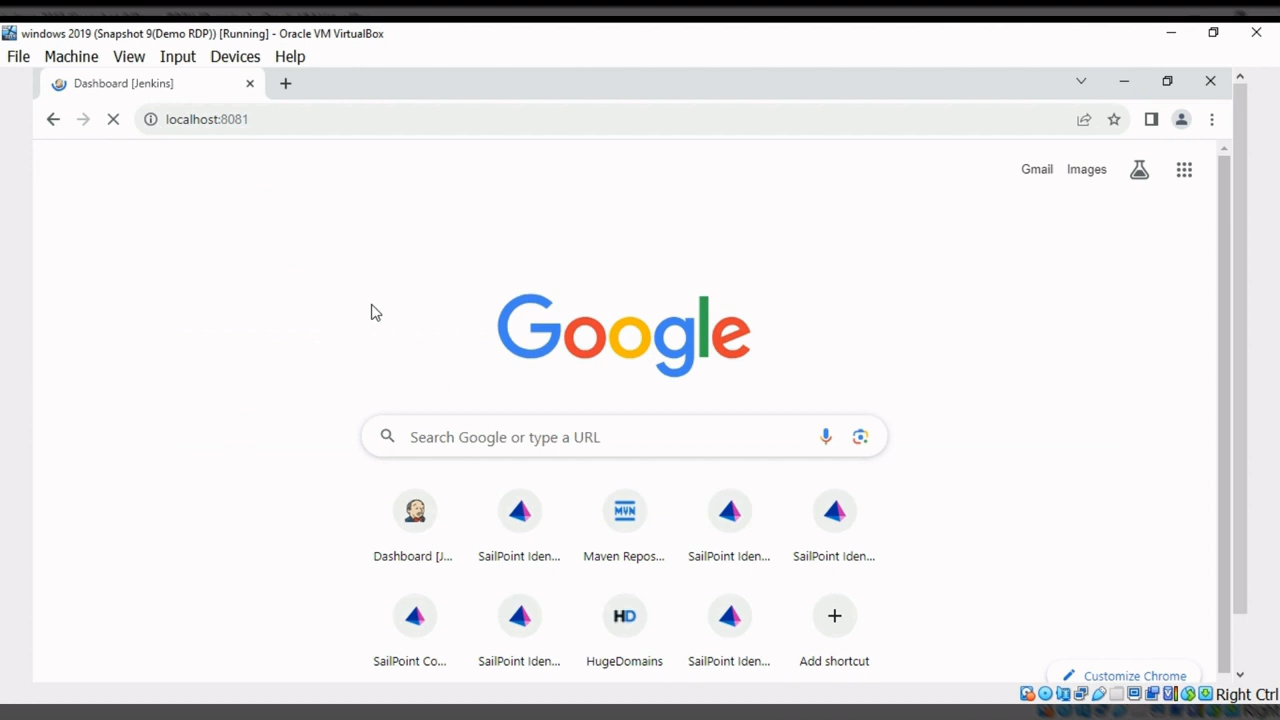 windows 2019 (Snapshot 9(Demo RDP)) [Running] - Oracle VM VirtualBox
File Machine View Input Devices Help
Dashboard [Jenkins]
localhost:8081
Gmail Images
Google
Search Google or type a URL
MVN
Dashboard [J... SailPoint Iden... Maven Repos... SailPoint Iden... SailPoint Iden...
HD
SailPoint Co... SailPoint Iden... HugeDomains SailPoint Iden... Add shortcut
Customize Chrome
Right Ctrl